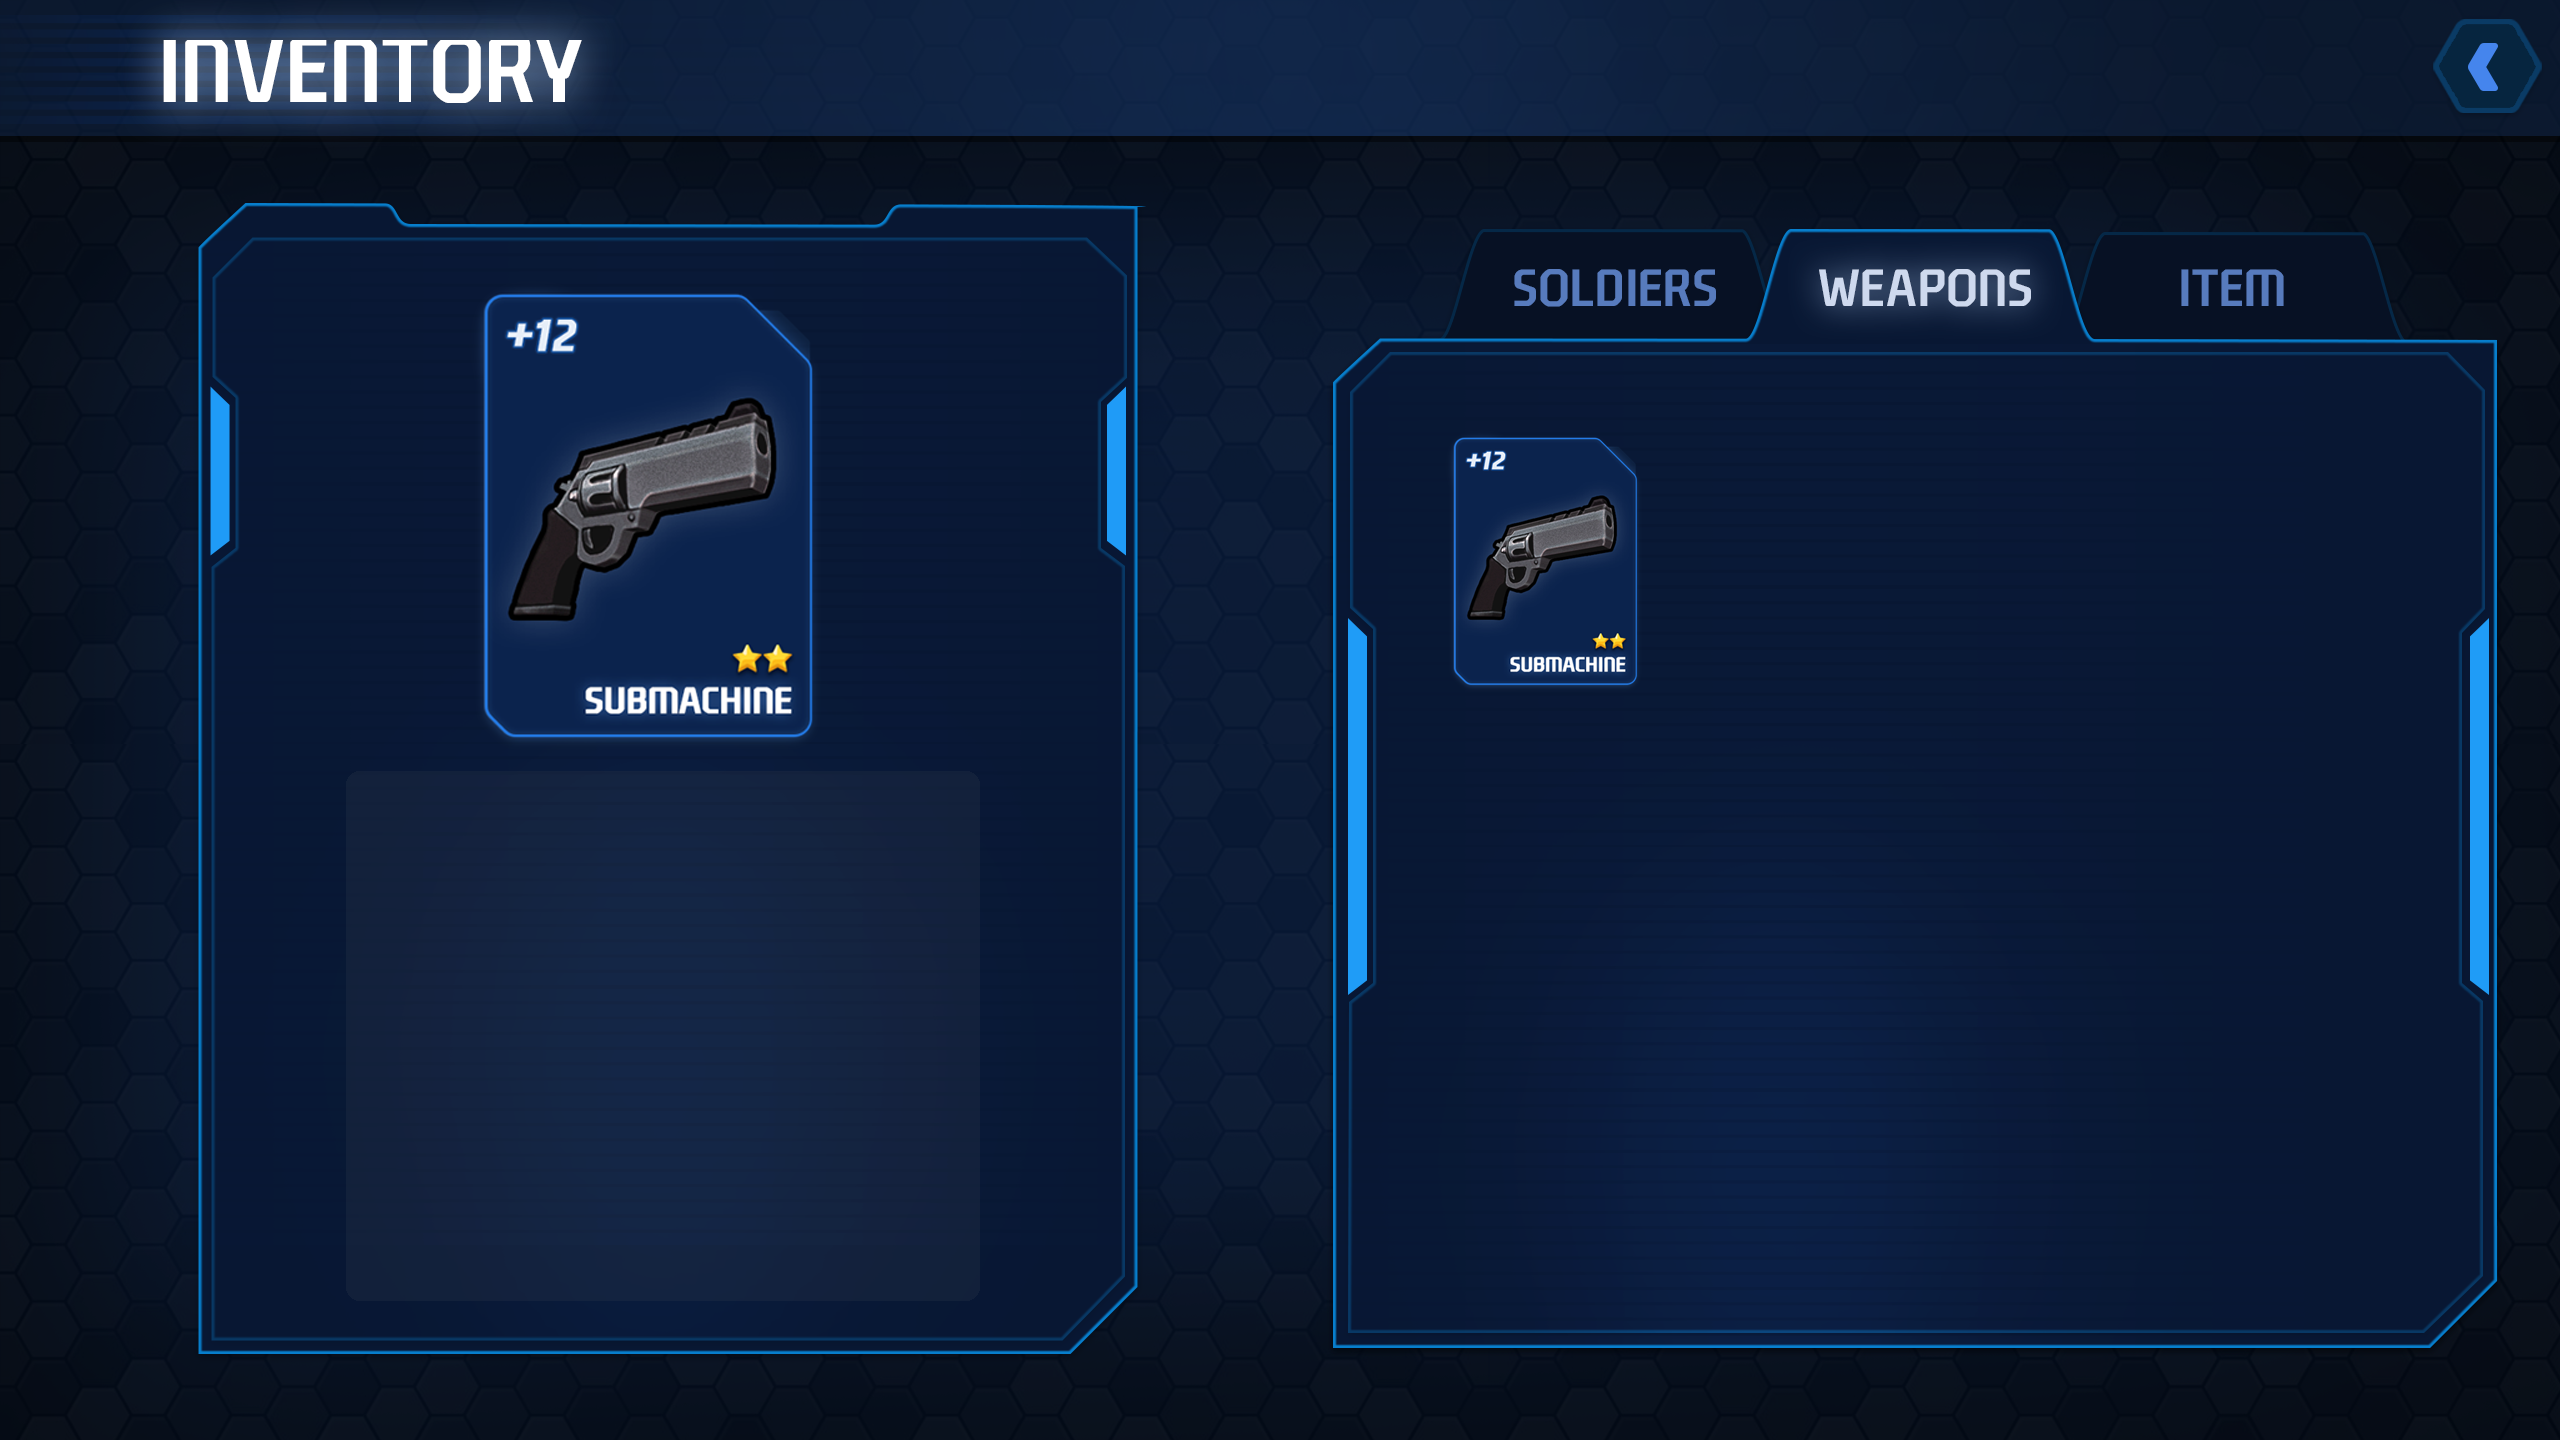 INVENTORY
+12
SUBMACHINE
SOLDIERS
WEAPONS
ITEM
+12
SUBMACHINE